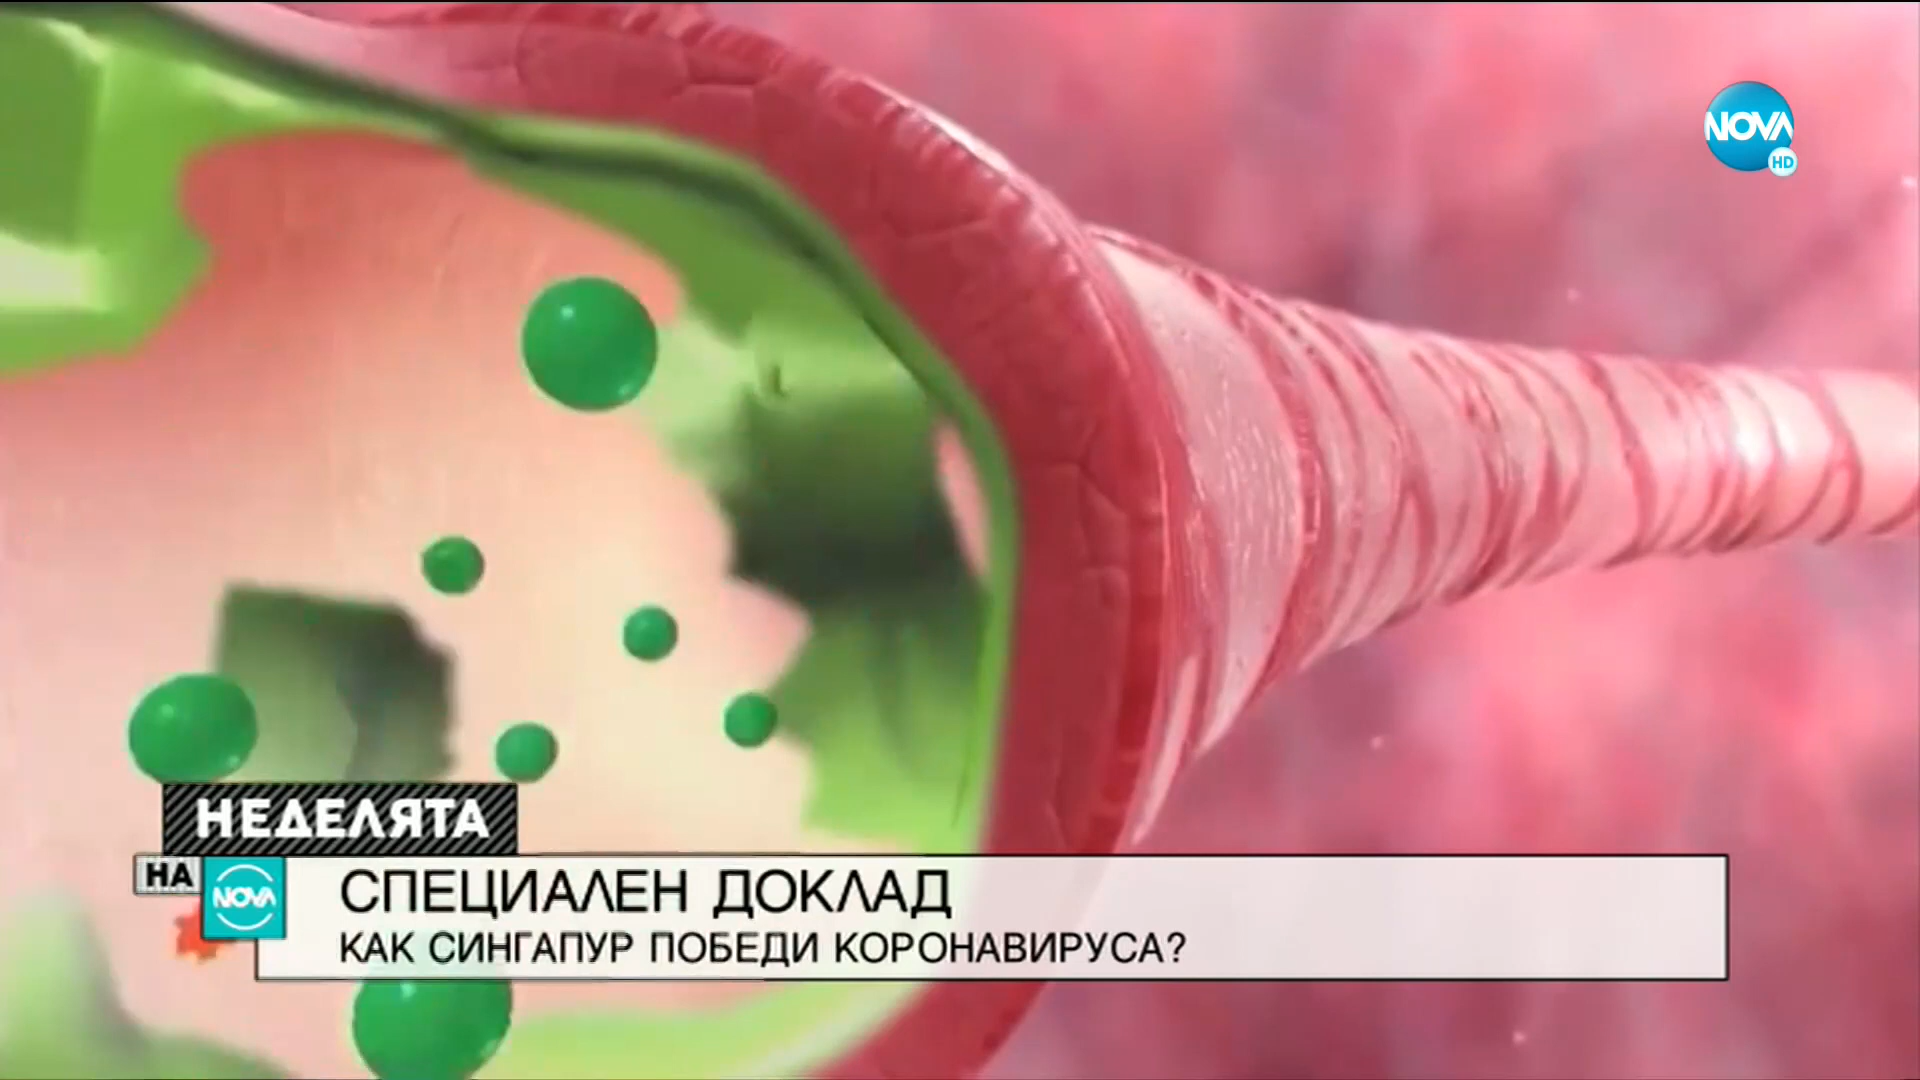 NOVA
HD
НЕДЕЛЯТА
НА
NOVA
СПЕЦИАЛЕН ДОКЛАД
КАК СИНГАПУР ПОБЕДИ КОРОНАВИРУСА?